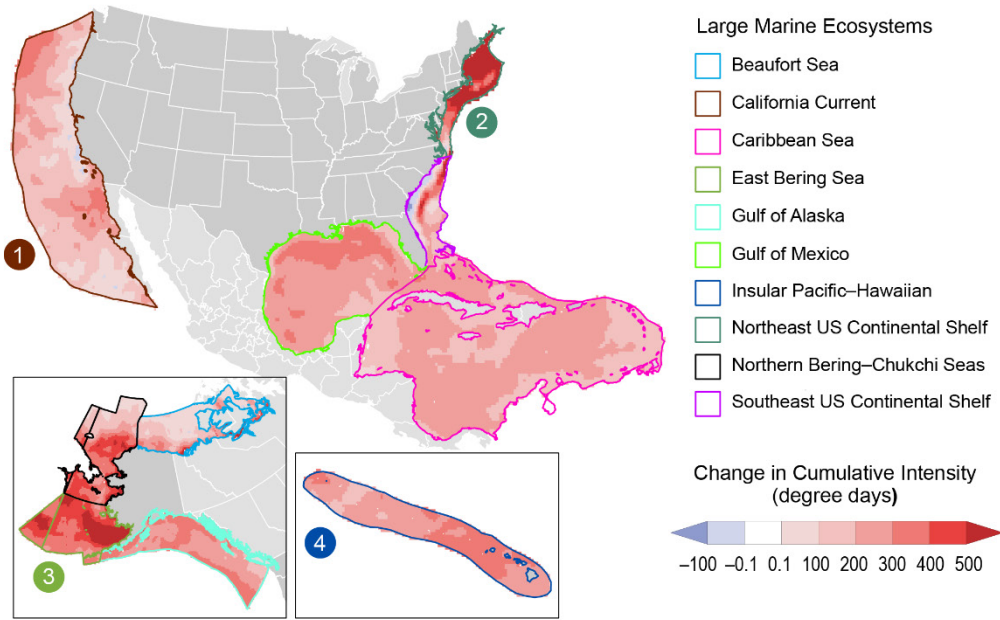 Large Marine Ecosystems
Beaufort Sea
California Current
Caribbean Sea
East Bering Sea
Gulf of Alaska
Gulf of Mexico
Insular Pacific–Hawaiian
Northeast US Continental Shelf
Northern Bering–Chukchi Seas
Southeast US Continental Shelf
Change in Cumulative Intensity
(degree days)
–100 –0.1 0.1 100 200 300 400 500
1
2
3
4